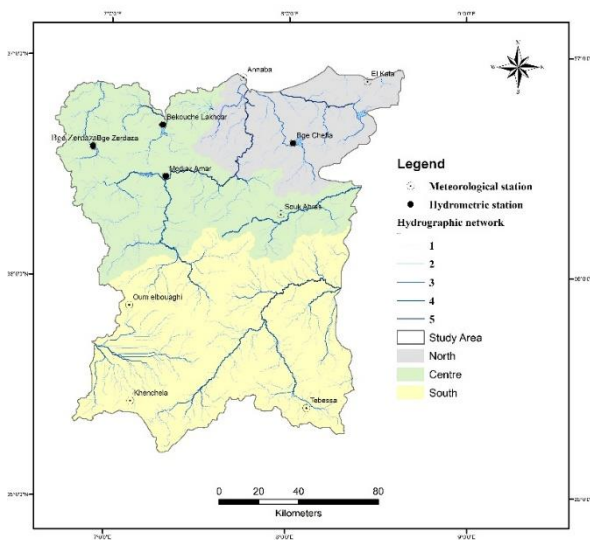 Annaba
El Kala
Bekouche Lakhdar
Bge Zerdaza
Bge Cheffia
Medjez Amar
Souk Ahras
Oum elbouaghi
Khenchela
Tebessa
Legend
Meteorological station
Hydrometric station
Hydrographic network
1
2
3
4
5
Study Area
North
Centre
South
0 20 40 60 80
Kilometers